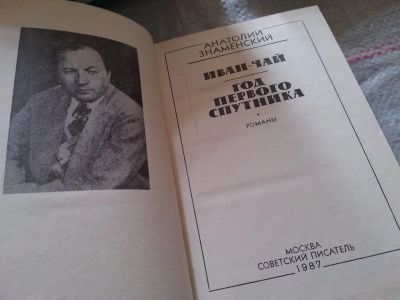 АНАТОЛИЙ
ЗНАМЕНСКИЙ
ИВАН-ЧАЙ
ГОД
ПЕРВОГО
СПУТНИКА
РОМАНЫ
МОСКВА
СОВЕТСКИЙ ПИСАТЕЛЬ
1987